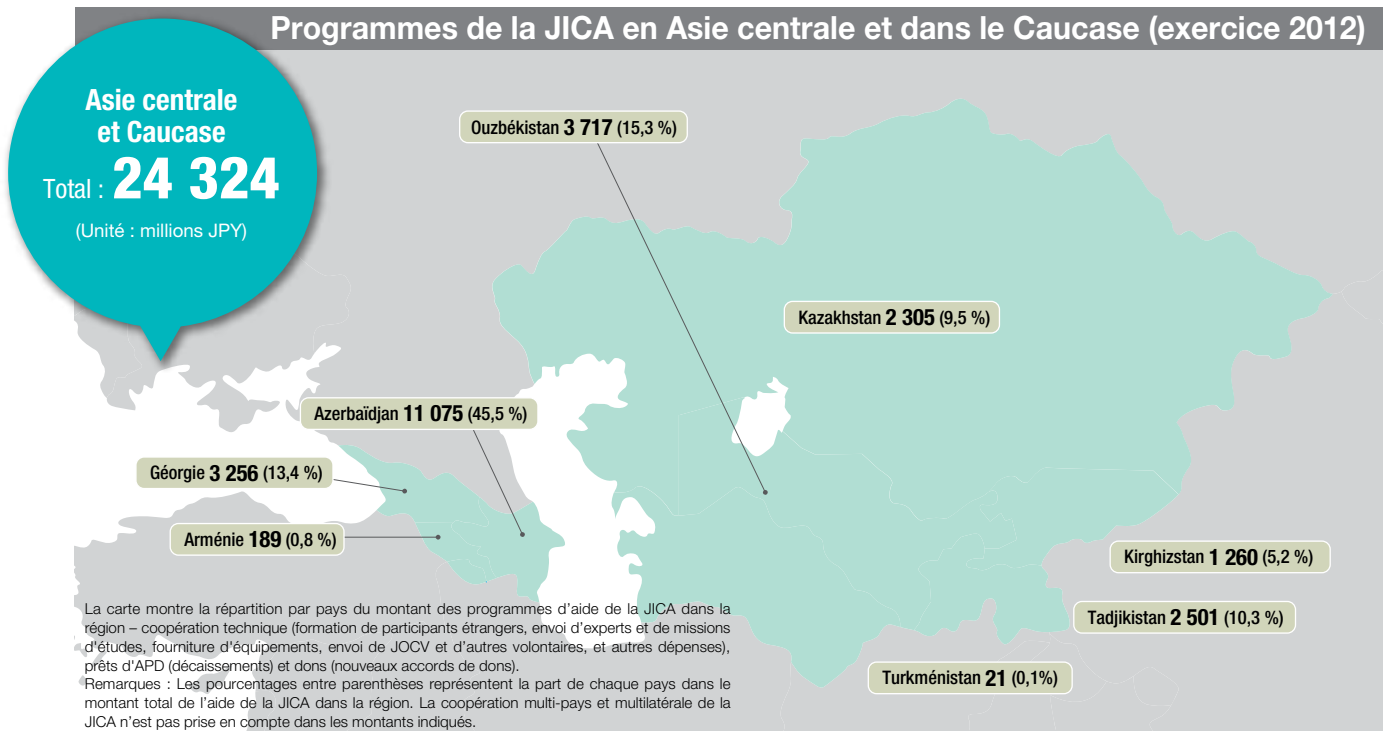 Programmes de la JICA en Asie centrale et dans le Caucase (exercice 2012)
Asie centrale
et Caucase
Total : 24 324
(Unité : millions JPY)
Ouzbékistan 3 717 (15,3 %)
Kazakhstan 2 305 (9,5 %)
Azerbaïdjan 11 075 (45,5 %)
Géorgie 3 256 (13,4 %)
Arménie 189 (0,8 %)
Kirghizstan 1 260 (5,2 %)
Tadjikistan 2 501 (10,3 %)
Turkménistan 21 (0,1%)
La carte montre la répartition par pays du montant des programmes d’aide de la JICA dans la
région – coopération technique (formation de participants étrangers, envoi d’experts et de missions
d'études, fourniture d'équipements, envoi de JOCV et d’autres volontaires, et autres dépenses),
prêts d'APD (décaissements) et dons (nouveaux accords de dons).
Remarques : Les pourcentages entre parenthèses représentent la part de chaque pays dans le
montant total de l’aide de la JICA dans la région. La coopération multi-pays et multilatérale de la
JICA n’est pas prise en compte dans les montants indiqués.